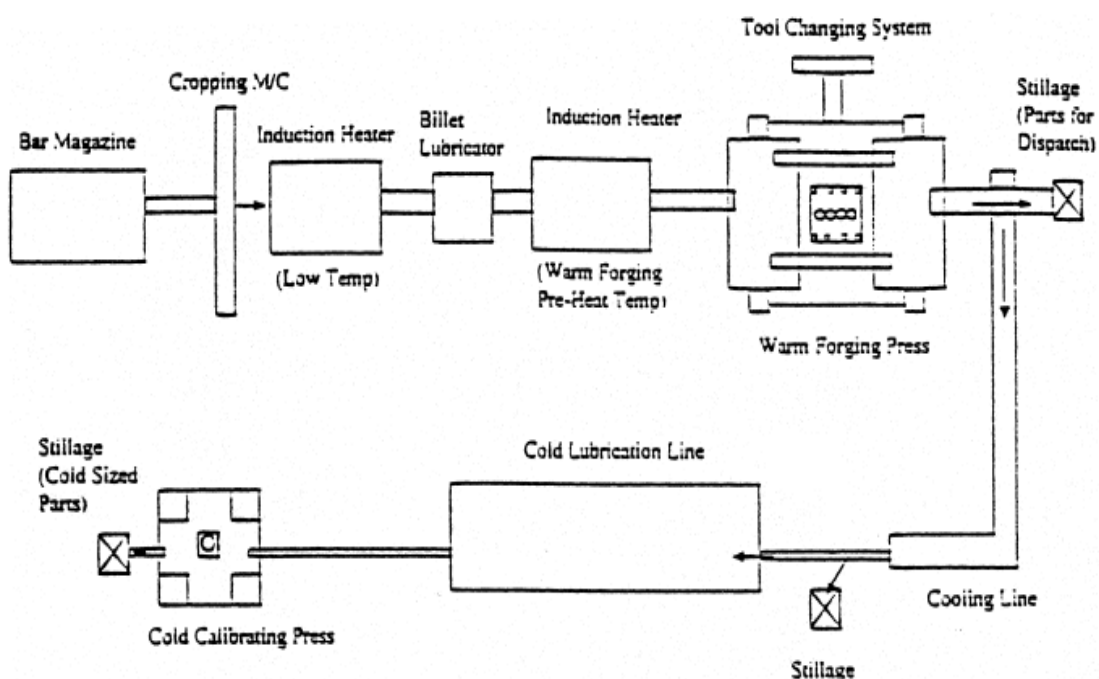 Tool Changing System
Cropping M/C
Stillage
(Parts for
Dispatch)
Bar Magazine
Induction Heater
Billet
Lubricator
Induction Heater
(Low Temp)
(Warm Forging
Pre-Heat Temp)
Warm Forging Press
Stillage
(Cold Sized
Parts)
Cold Lubrication Line
C
Cooling Line
Cold Calibrating Press
Stillage